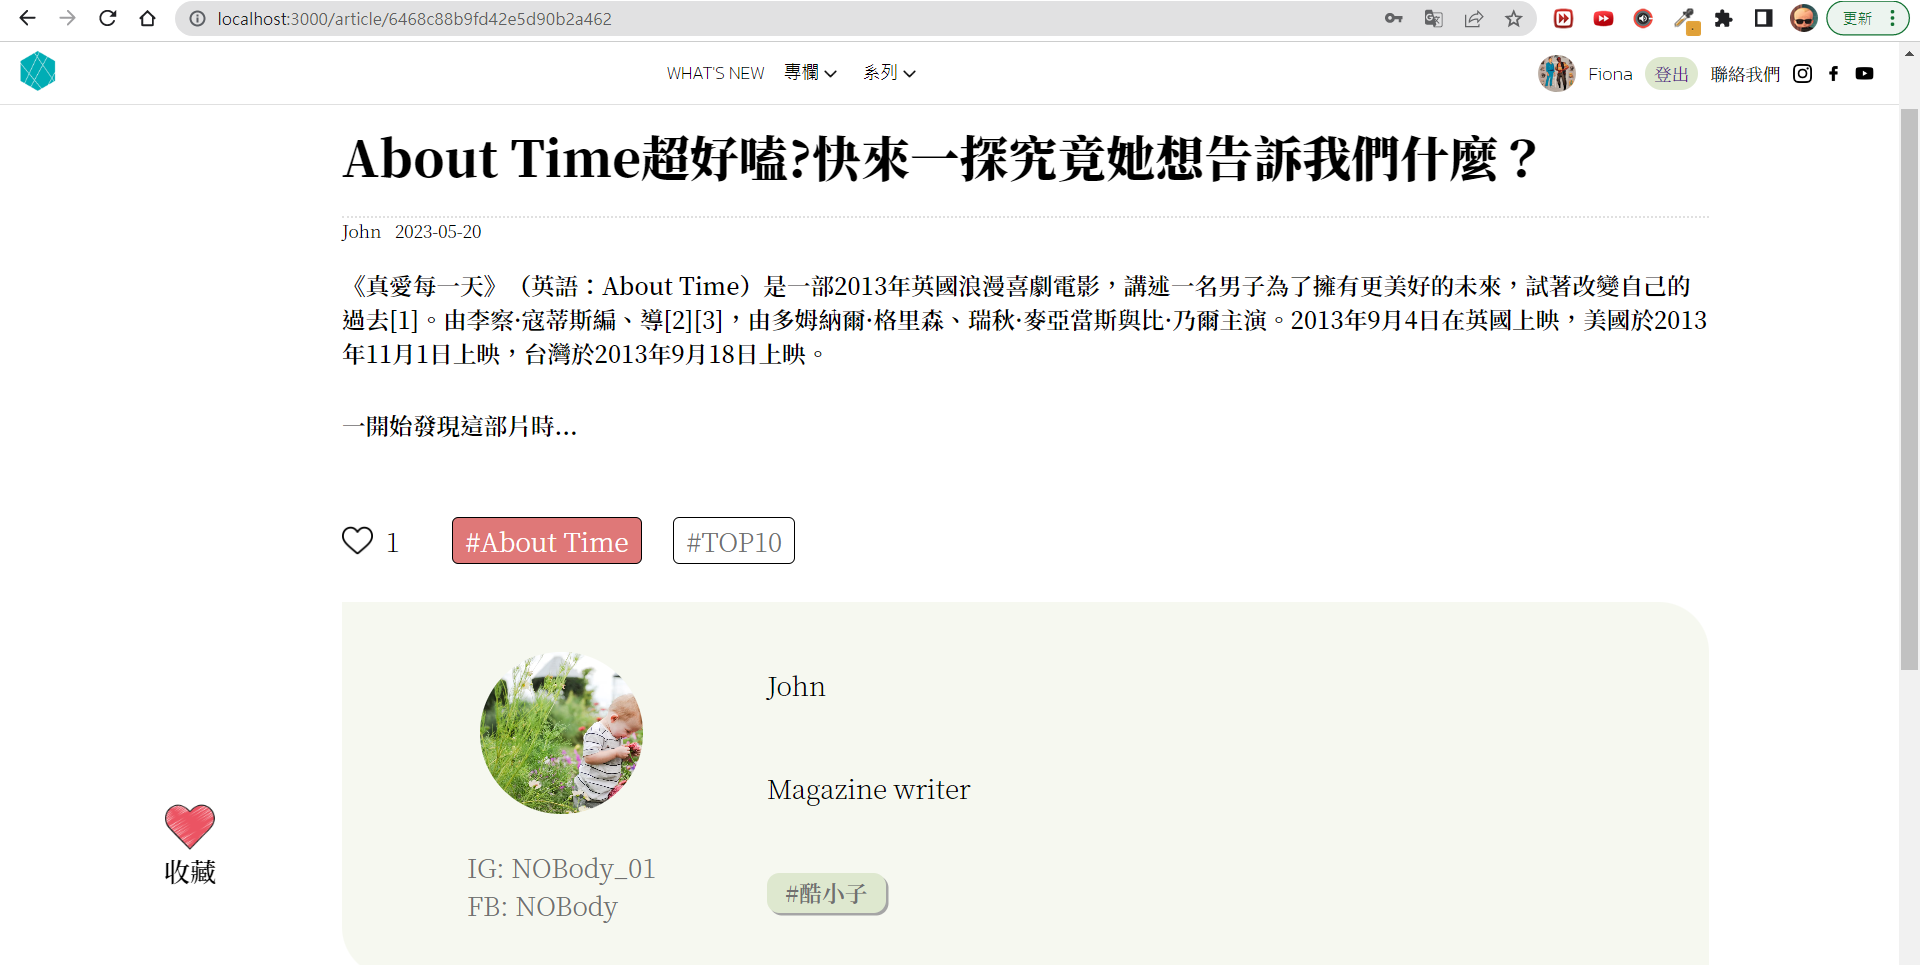 localhost:3000/article/6468c88b9fd42e5d90b2a462
更新
WHAT'S NEW 專欄 系列
Fiona 登出 聯絡我們
About Time超好嗑?快來一探究竟她想告訴我們什麼？
John 2023-05-20
《真愛每一天》（英語：About Time）是一部2013年英國浪漫喜劇電影，講述一名男子為了擁有更美好的未來，試著改變自己的
過去[1]。由李察·寇蒂斯編、導[2][3]，由多姆納爾·格里森、瑞秋·麥亞當斯與比·乃爾主演。2013年9月4日在英國上映，美國於2013
年11月1日上映，台灣於2013年9月18日上映。
一開始發現這部片時...
1 #About Time #TOP10
John
Magazine writer
收藏
IG: NOBody_01
FB: NOBody
#酷小子